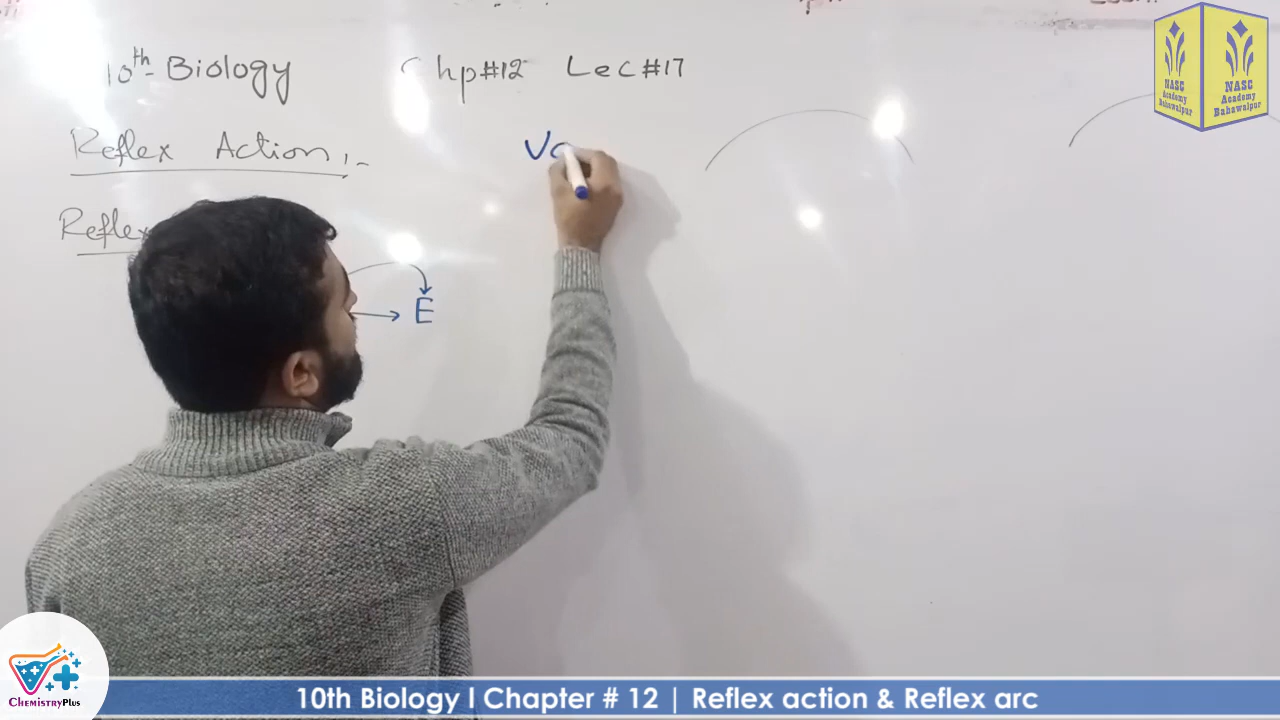 10th Biology Chp#12 Lec#17
Reflex Action:-
Reflex
E
NASC Academy Bahawalpur
NASC Academy Bahawalpur
ChemistryPlus
10th Biology | Chapter # 12 | Reflex action & Reflex arc